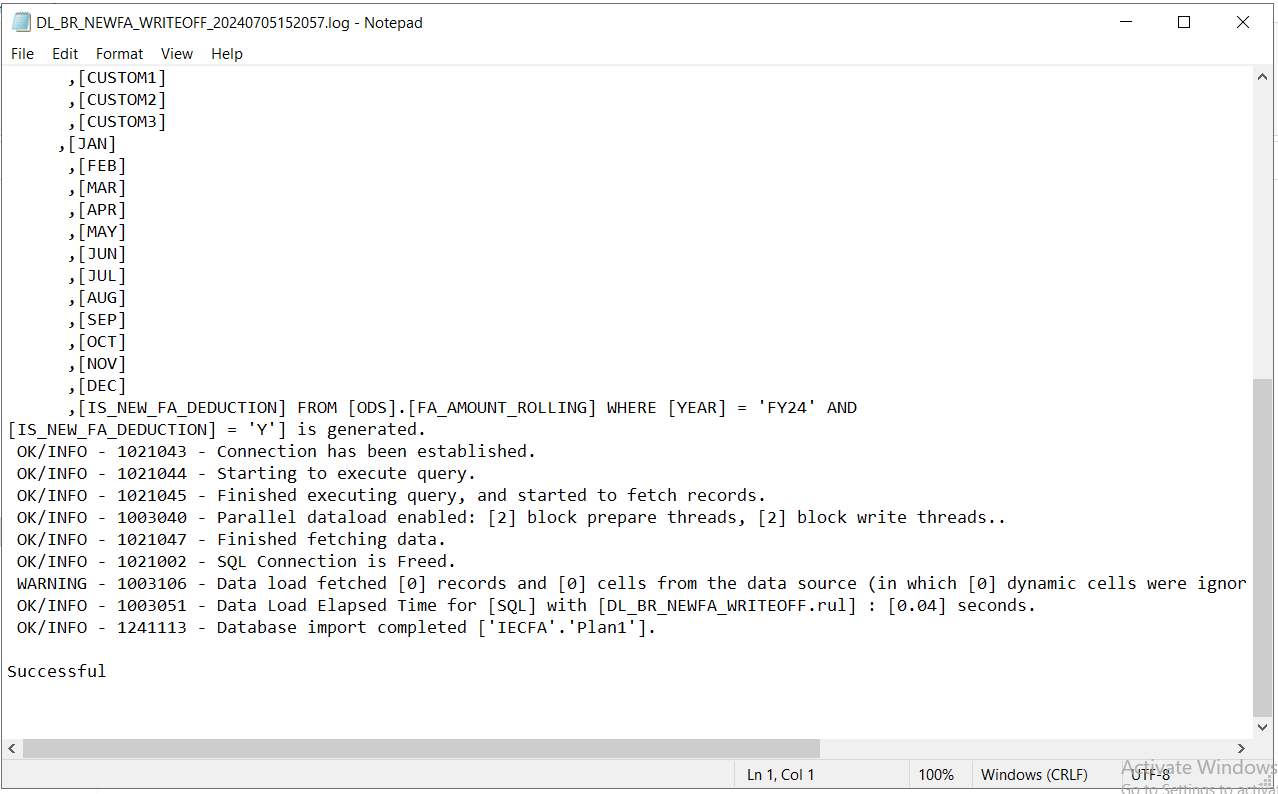 DL_BR_NEWFA_WRITEOFF_20240705152057.log - Notepad
File Edit Format View Help
,[CUSTOM1]
,[CUSTOM2]
,[CUSTOM3]
,[JAN]
,[FEB]
,[MAR]
,[APR]
,[MAY]
,[JUN]
,[JUL]
,[AUG]
,[SEP]
,[OCT]
,[NOV]
,[DEC]
,[IS_NEW_FA_DEDUCTION] FROM [ODS].[FA_AMOUNT_ROLLING] WHERE [YEAR] = 'FY24' AND
[IS_NEW_FA_DEDUCTION] = 'Y'] is generated.
OK/INFO - 1021043 - Connection has been established.
OK/INFO - 1021044 - Starting to execute query.
OK/INFO - 1021045 - Finished executing query, and started to fetch records.
OK/INFO - 1003040 - Parallel dataload enabled: [2] block prepare threads, [2] block write threads..
OK/INFO - 1021047 - Finished fetching data.
OK/INFO - 1021002 - SQL Connection is Freed.
WARNING - 1003106 - Data load fetched [0] records and [0] cells from the data source (in which [0] dynamic cells were ignor
OK/INFO - 1003051 - Data Load Elapsed Time for [SQL] with [DL_BR_NEWFA_WRITEOFF.rul] : [0.04] seconds.
OK/INFO - 1241113 - Database import completed ['IECFA'.'Plan1'].
Successful
Ln 1, Col 1 100% Windows (CRLF) UTF-8
Activate Windows
Go to Settings to activa